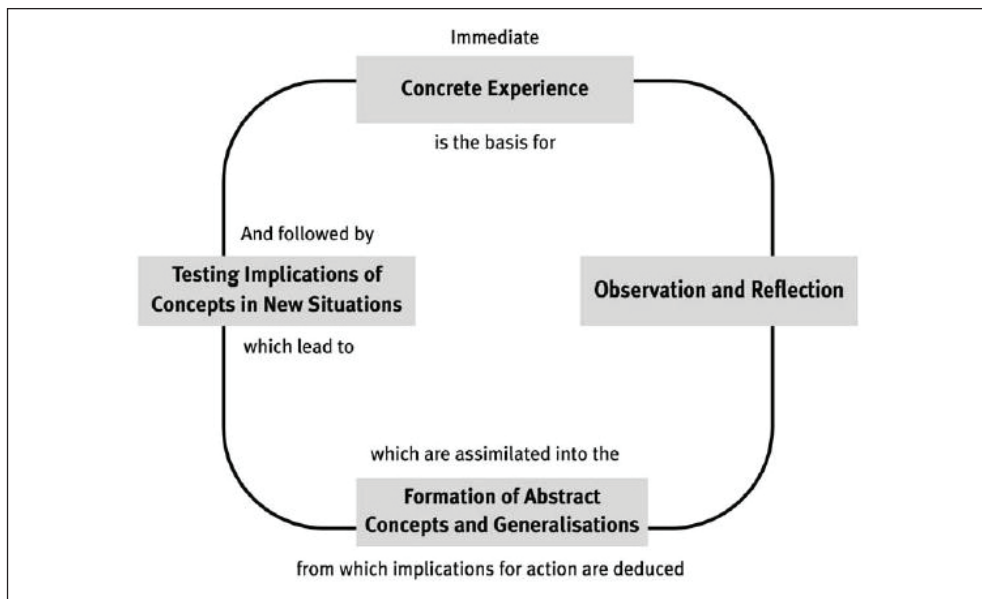 Immediate
Concrete Experience
is the basis for
And followed by
Testing Implications of
Concepts in New Situations
which lead to
Observation and Reflection
which are assimilated into the
Formation of Abstract
Concepts and Generalisations
from which implications for action are deduced